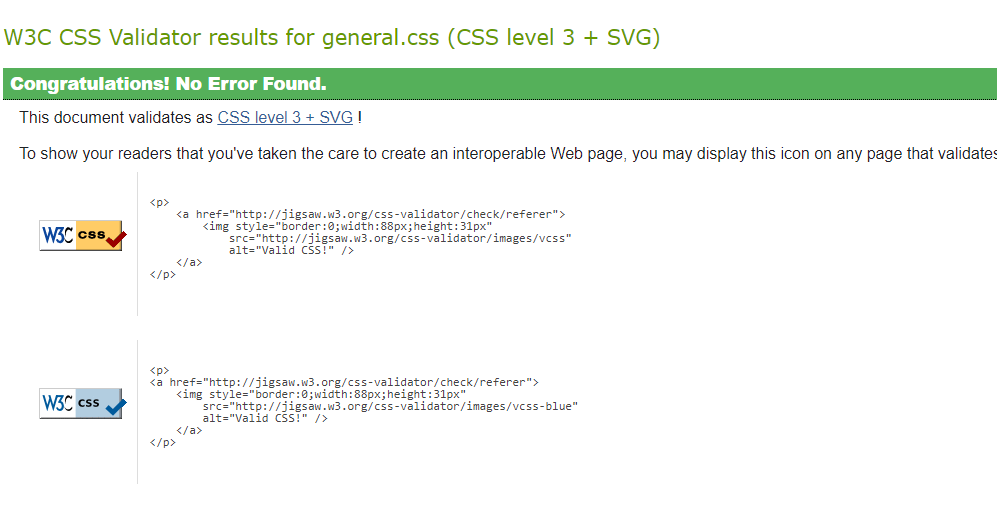 W3C CSS Validator results for general.css (CSS level 3 + SVG)
Congratulations! No Error Found.
This document validates as CSS level 3 + SVG !
To show your readers that you've taken the care to create an interoperable Web page, you may display this icon on any page that validates
W3C css
<p>
<a href="http://jigsaw.w3.org/css-validator/check/referer">
<img style="border:0;width:88px;height:31px"
src="http://jigsaw.w3.org/css-validator/images/vcss"
alt="Valid CSS!" />
</a>
</p>
W3C css
<p>
<a href="http://jigsaw.w3.org/css-validator/check/referer">
<img style="border:0;width:88px;height:31px"
src="http://jigsaw.w3.org/css-validator/images/vcss-blue"
alt="Valid CSS!" />
</a>
</p>